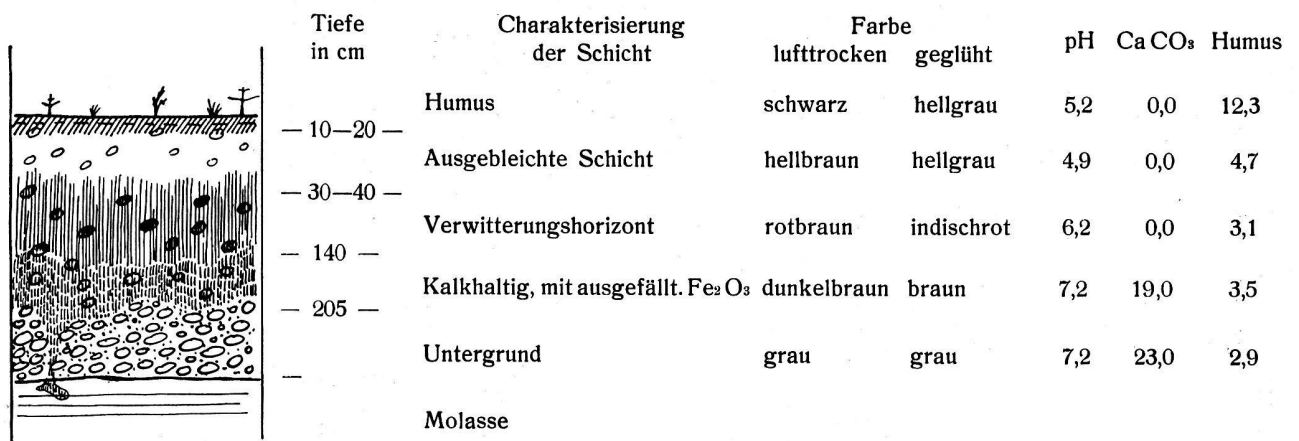 Tiefe in cm Charakterisierung der Schicht Farbe
lufttrocken geglüht pH CaCO₃ Humus
Humus schwarz hellgrau 5,2 0,0 12,3
— 10—20 —
Ausgebleichte Schicht hellbraun hellgrau 4,9 0,0 4,7
— 30—40 —
Verwitterungshorizont rotbraun indischrot 6,2 0,0 3,1
— 140 —
Kalkhaltig, mit ausgefällt. Fe₂O₃ dunkelbraun braun 7,2 19,0 3,5
— 205 —
Untergrund grau grau 7,2 23,0 2,9
—
Molasse